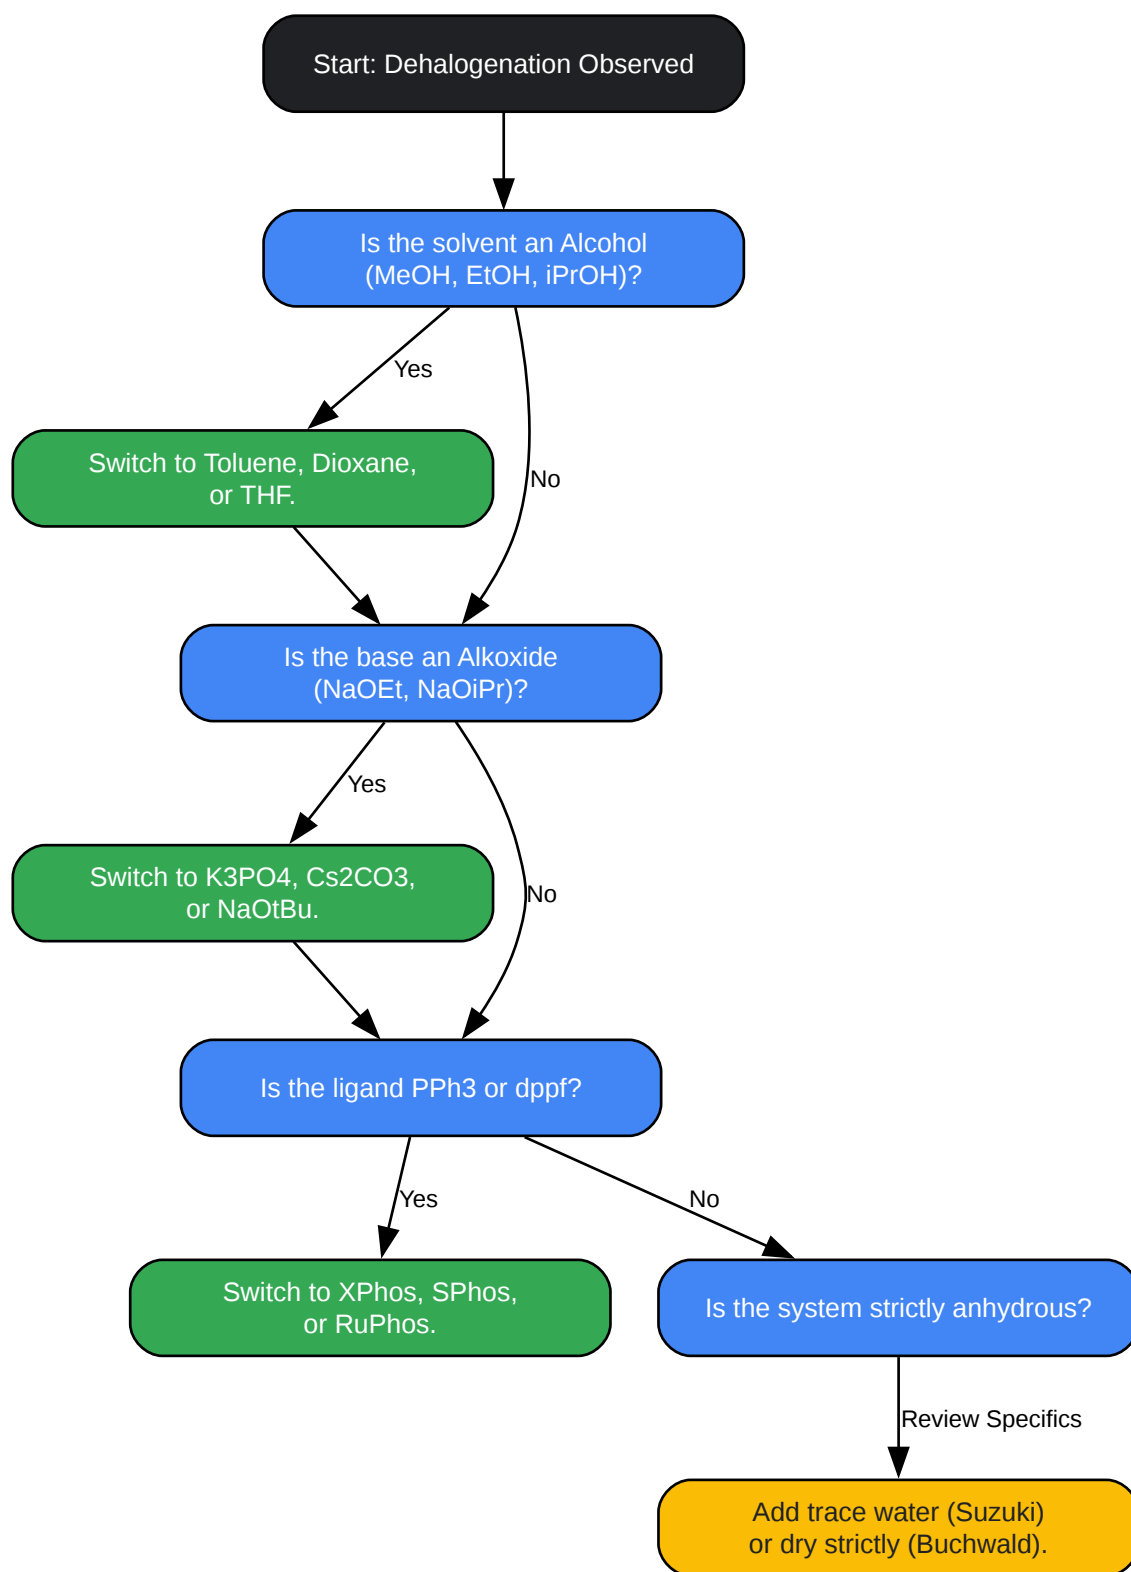 Start: Dehalogenation Observed
Is the solvent an Alcohol
(MeOH, EtOH, iPrOH)?
Yes
Switch to Toluene, Dioxane,
or THF.
No
Is the base an Alkoxide
(NaOEt, NaOiPr)?
Yes
Switch to K3PO4, Cs2CO3,
or NaOtBu.
No
Is the ligand PPh3 or dppf?
Yes
No
Switch to XPhos, SPhos,
or RuPhos.
Is the system strictly anhydrous?
Review Specifics
Add trace water (Suzuki)
or dry strictly (Buchwald).